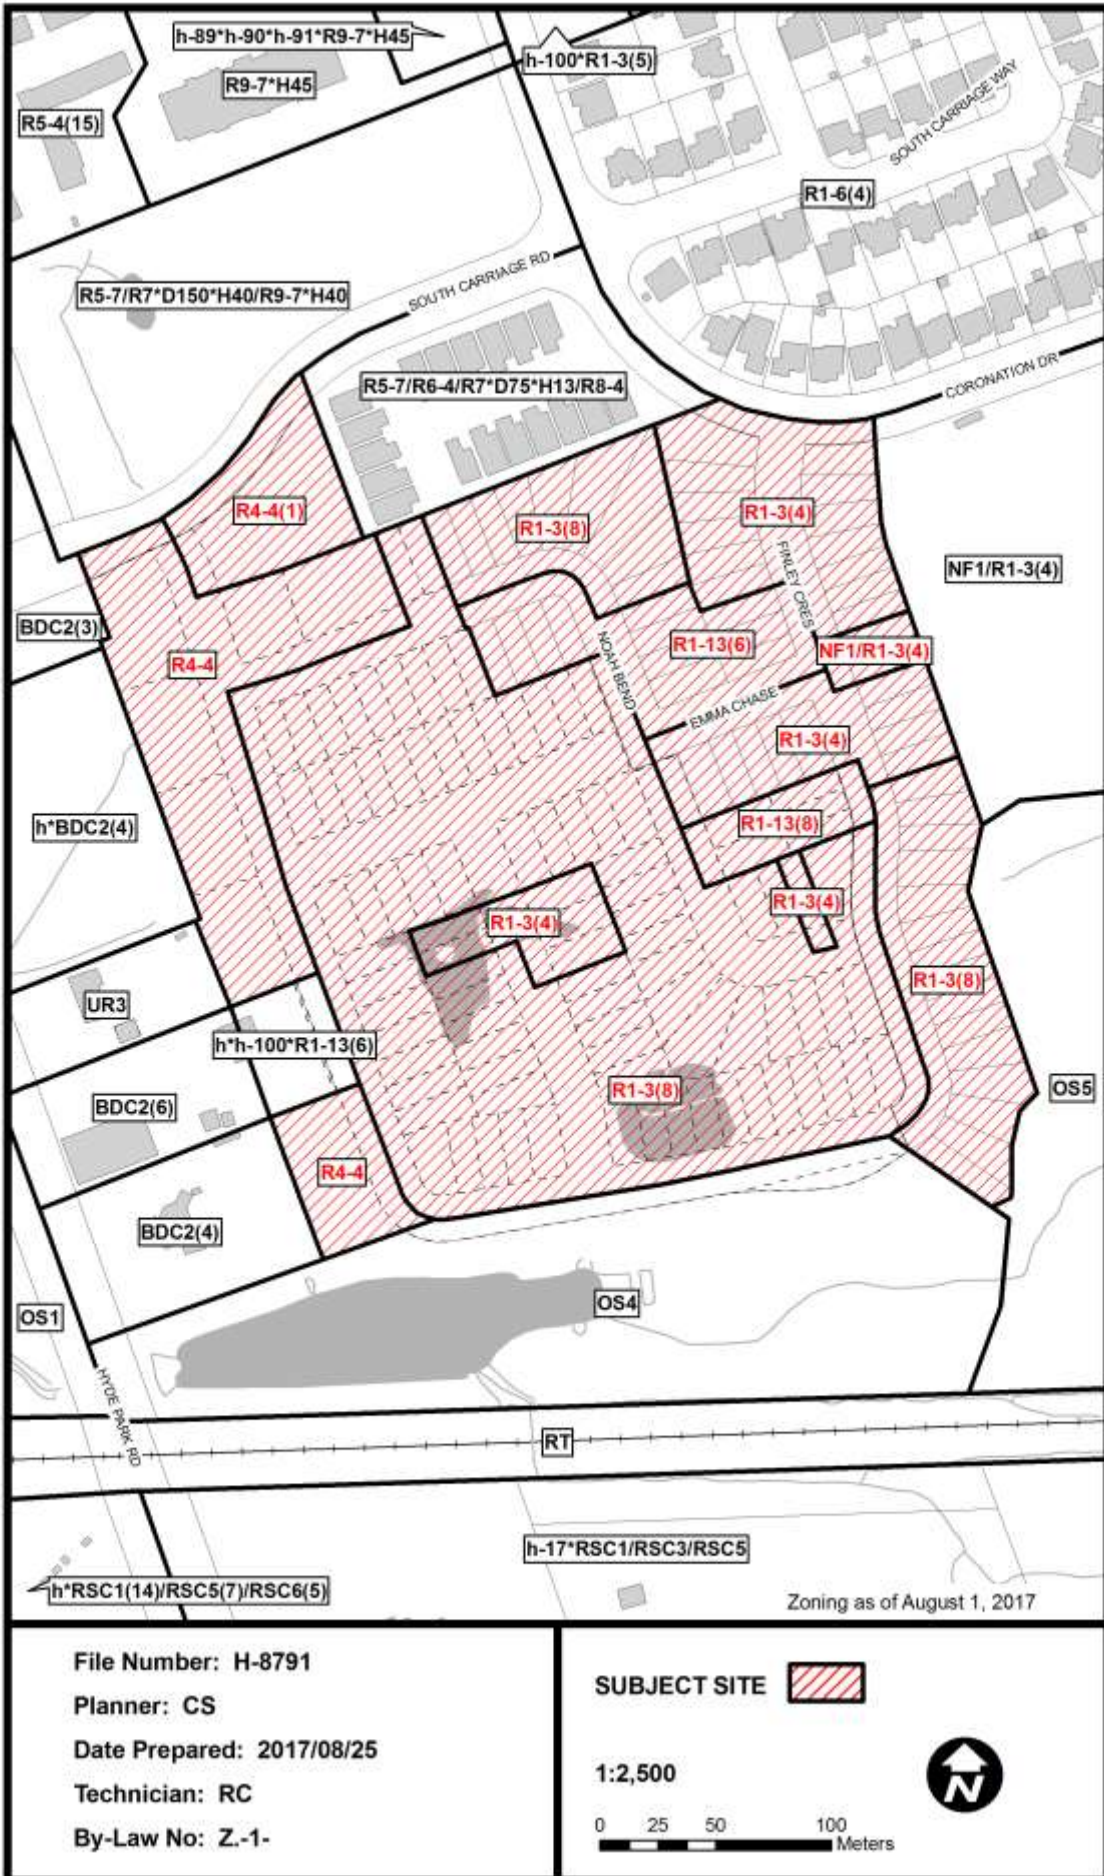 h-89*h-90*h-91*R9-7*H45
h-100*R1-3(5)
R9-7*H45
R5-4(15)
SOUTH CARRIAGE WAY
R1-6(4)
SOUTH CARRIAGE RD
R5-7/R7*D150*H40/R9-7*H40
R5-7/R6-4/R7*D75*H13/R8-4
CORONATION DR
R4-4(1)
R1-3(8)
R1-3(4)
FINLEY CRES
NF1/R1-3(4)
BDC2(3)
R4-4
NOAH BEND
R1-13(6)
NF1/R1-3(4)
EMMA CHASE
R1-3(4)
h*BDC2(4)
R1-13(8)
R1-3(4)
R1-3(4)
R1-3(8)
UR3
h*h-100*R1-13(6)
R1-3(8)
OS5
BDC2(6)
R4-4
BDC2(4)
OS4
OS1
HYDE PARK RD
RT
h-17*RSC1/RSC3/RSC5
h*RSC1(14)/RSC5(7)/RSC6(5)
Zoning as of August 1, 2017
File Number: H-8791
Planner: CS
Date Prepared: 2017/08/25
Technician: RC
By-Law No: Z.-1-
SUBJECT SITE
1:2,500
0 25 50 100
Meters
N